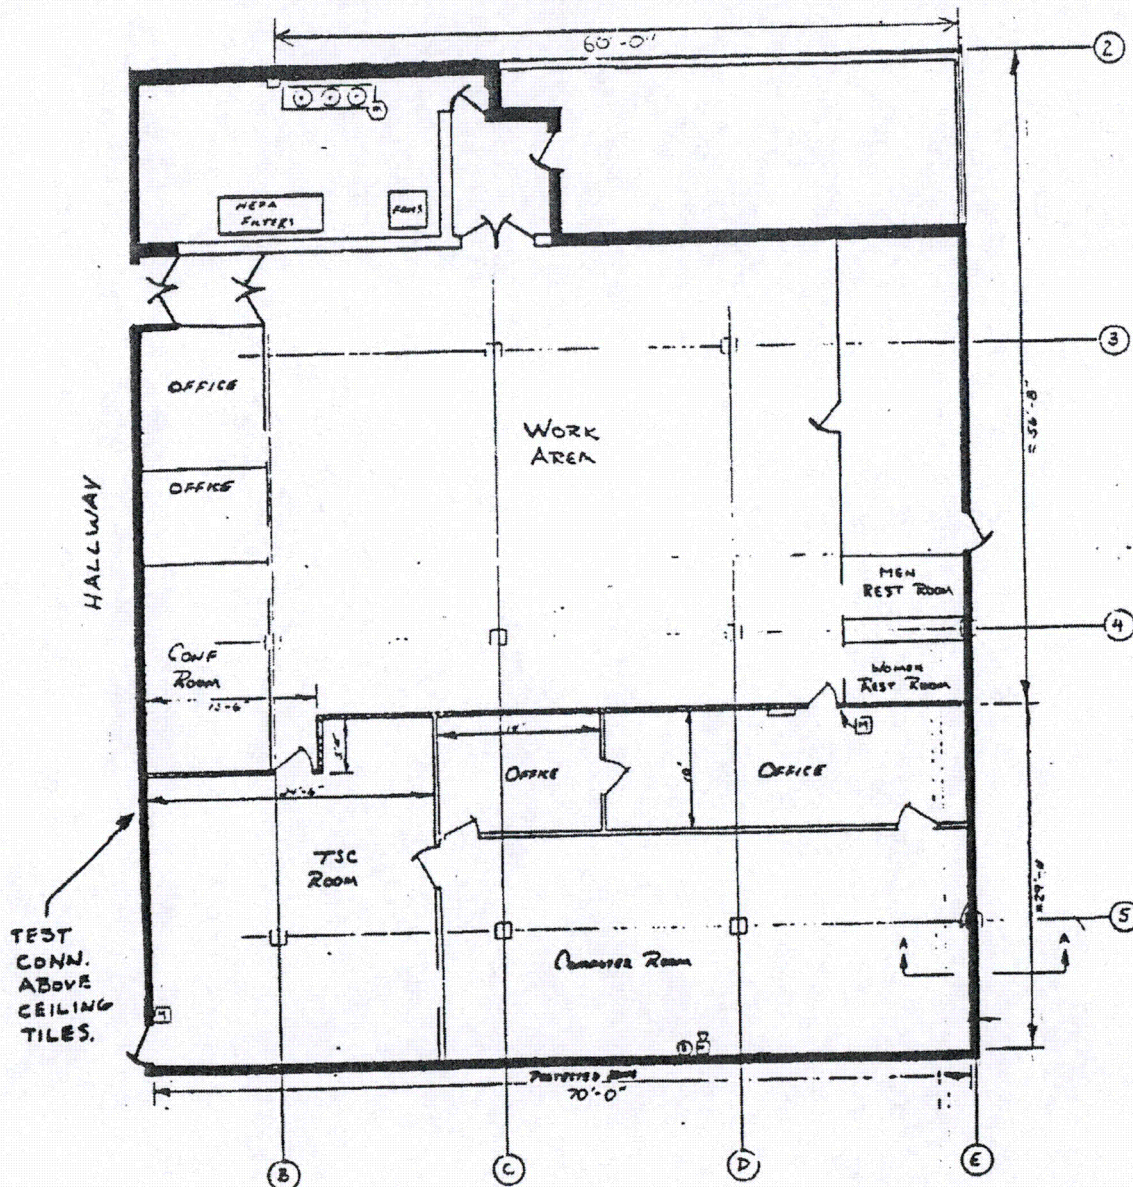 60'-0"
2
HEPA
FILTERS
FANS
3
OFFICE
WORK
AREA
OFFICE
HALLWAY
MEN
REST ROOM
4
CONF
ROOM
WOMEN
REST ROOM
OFFICE
OFFICE
24'-6"
TSC
ROOM
TEST
CONN.
ABOVE
CEILING
TILES.
5
A
A
COMPUTER ROOM
70'-0"
B
C
D
E